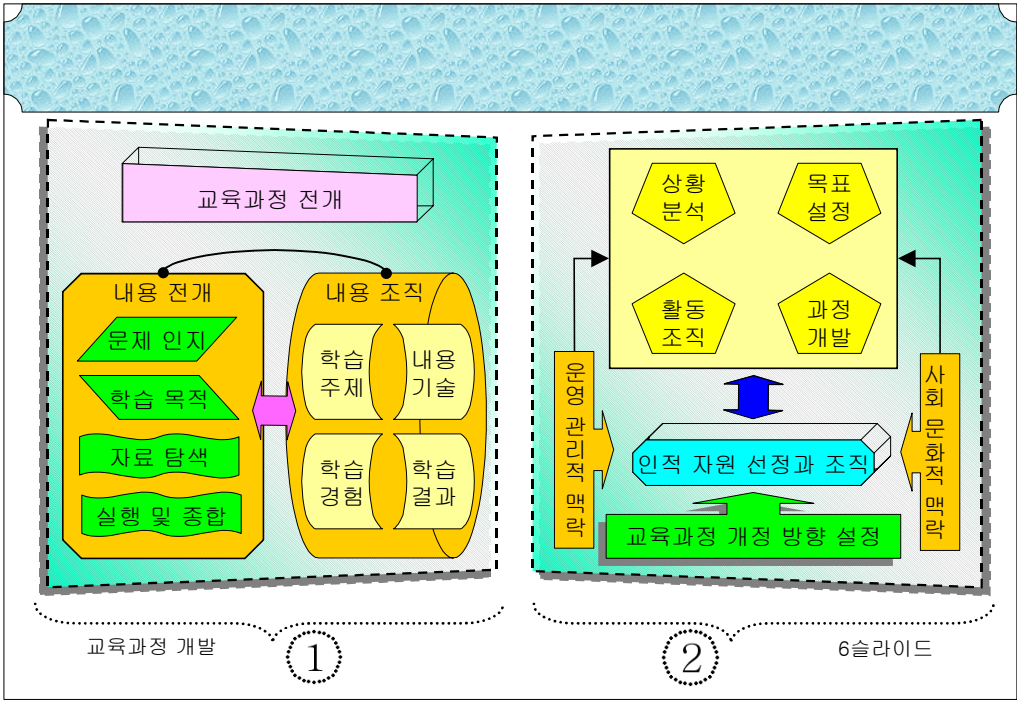 교육과정 전개
내용 전개
문제 인지
학습 목적
자료 탐색
실행 및 종합
내용 조직
학습
주제
내용
기술
학습
경험
학습
결과
상황
분석
목표
설정
활동
조직
과정
개발
운영 관리적 맥락
사회 문화적 맥락
인적 자원 선정과 조직
교육과정 개정 방향 설정
교육과정 개발
1
2
6슬라이드